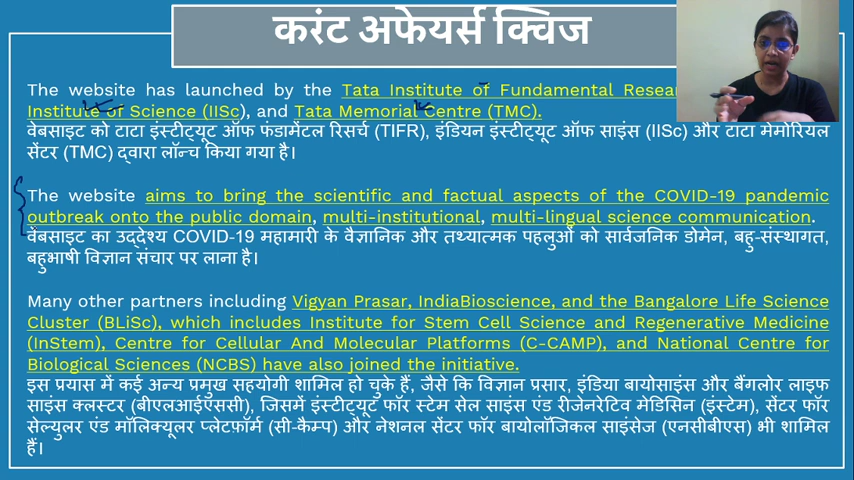 करंट अफेयर्स क्विज
The website has launched by the Tata Institute of Fundamental
Institute of Science (IISc), and Tata Memorial Centre (TMC).
वेबसाइट को टाटा इंस्टीट्यूट ऑफ फंडामेंटल रिसर्च (TIFR), इंडियन इंस्टीट्यूट ऑफ साइंस (IISc) और टाटा मेमोरियल
सेंटर (TMC) द्वारा लॉन्च किया गया है।
The website aims to bring the scientific and factual aspects of the COVID-19 pandemic
outbreak onto the public domain, multi-institutional, multi-lingual science communication.
वेबसाइट का उद्देश्य COVID-19 महामारी के वैज्ञानिक और तथ्यात्मक पहलुओं को सार्वजनिक डोमेन, बहु-संस्थागत,
बहुभाषी विज्ञान संचार पर लाना है।
Many other partners including Vigyan Prasar, IndiaBioscience, and the Bangalore Life Science
Cluster (BLiSc), which includes Institute for Stem Cell Science and Regenerative Medicine
(InStem), Centre for Cellular And Molecular Platforms (C-CAMP), and National Centre for
Biological Sciences (NCBS) have also joined the initiative.
इस प्रयास में कई अन्य प्रमुख सहयोगी शामिल हो चुके हैं, जैसे कि विज्ञान प्रसार, इंडिया बायोसाइंस और बैंगलोर लाइफ
साइंस क्लस्टर (बीएलआईएससी), जिसमें इंस्टीट्यूट फॉर स्टेम सेल साइंस एंड रीजेनरेटिव मेडिसिन (इंस्टेम), सेंटर फॉर
सेल्युलर एंड मॉलिक्यूलर प्लेटफ़ॉर्म (सी-कैम्प) और नेशनल सेंटर फॉर बायोलॉजिकल साइंसेज (एनसीबीएस) भी शामिल
हैं।